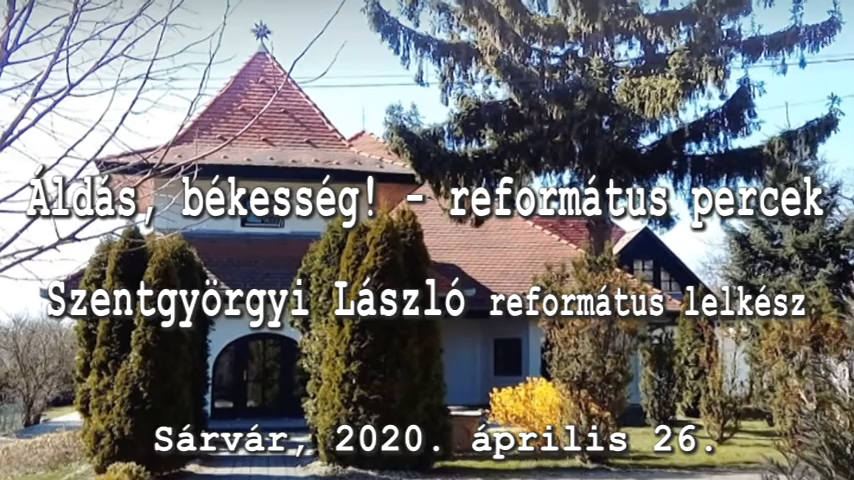 Áldás, békesség! - református percek
Szentgyörgyi László református lelkész
Sárvár, 2020. április 26.